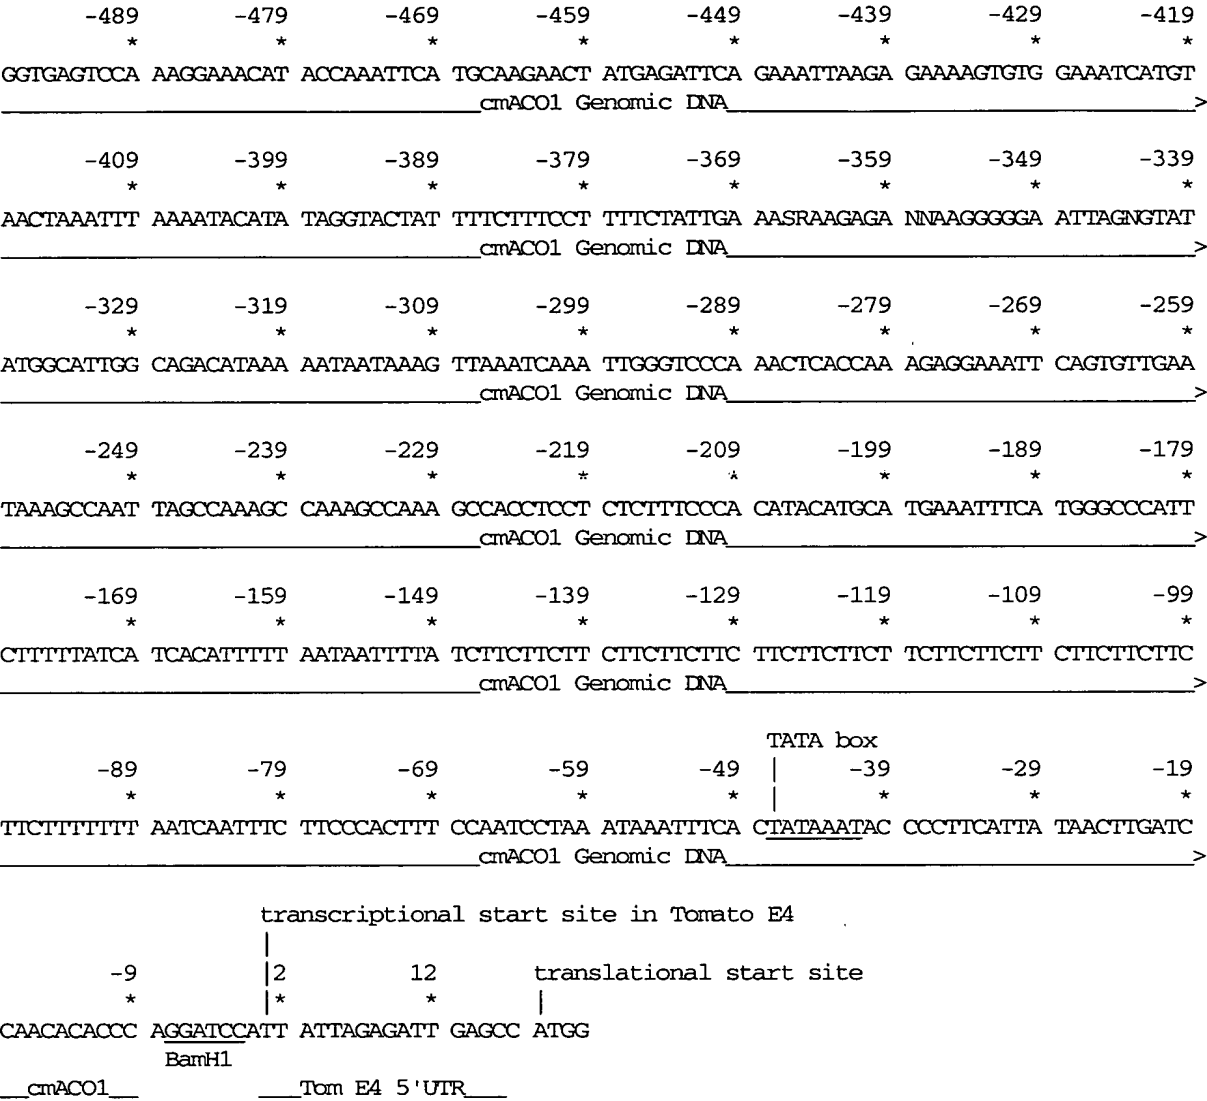 -489 -479 -469 -459 -449 -439 -429 -419
* * * * * * * *
GGTGAGTCCA AAGGAAACAT ACCAAATTCA TGCAAGAACT ATGAGATTCA GAAATTAAGA GAAAAGTGTG GAAATCATGT
cmACO1 Genomic DNA >
-409 -399 -389 -379 -369 -359 -349 -339
* * * * * * * *
AACTAAATTT AAAATACATA TAGGTACTAT TTTCTTTCCT TTTCTATTGA AASRAAGAGA NNAAGGGGGA ATTAGNGTAT
cmACO1 Genomic DNA >
-329 -319 -309 -299 -289 -279 -269 -259
* * * * * * * *
ATGGCATTGG CAGACATAAA AATAATAAAG TTAAATCAAA TTGGGTCCCA AACTCACCAA AGAGGAAATT CAGTGTTGAA
cmACO1 Genomic DNA >
-249 -239 -229 -219 -209 -199 -189 -179
* * * * * * * *
TAAAGCCAAT TAGCCAAAGC CAAAGCCAAA GCCACCTCCT CTCTTTCCCA CATACATGCA TGAAATTTCA TGGGCCCATT
cmACO1 Genomic DNA >
-169 -159 -149 -139 -129 -119 -109 -99
* * * * * * * *
CTTTTTATCA TCACATTTTT AATAATTTTA TCTTCTTCTT CTTCTTCTTC TTCTTCTTCT TCTTCTTCTT CTTCTTCTTC
cmACO1 Genomic DNA >
TATA box
-89 -79 -69 -59 -49 | -39 -29 -19
* * * * * | * * *
TTCTTTTTTT AATCAATTTC TTCCCACTTT CCAATCCTAA ATAAATTTCA CTATAAATAC CCCTTCATTA TAACTTGATC
cmACO1 Genomic DNA >
transcriptional start site in Tomato E4
|
-9 |2 12 translational start site
* |* * |
CAACACACCC AGGATCCATT ATTAGAGATT GAGCC ATGG
BamH1
cmACO1 Tom E4 5'UTR